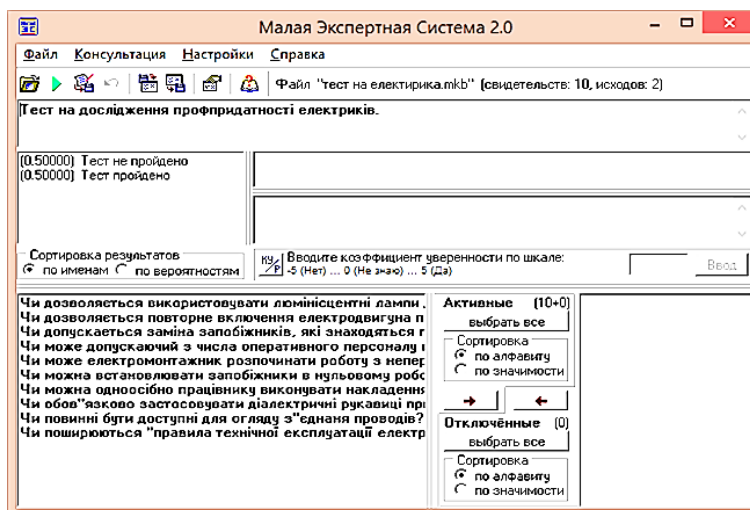 Малая Экспертная Система 2.0
Файл Консультация Настройки Справка
Файл "тест на електирика.mkb" (свидетельств: 10, исходов: 2)
Тест на дослідження профпридатності електриків.
(0.50000) Тест не пройдено
(0.50000) Тест пройдено
Сортировка результатов
по именам по вероятностям
КУ/Р Вводите коэффициент уверенности по шкале:
-5 (Нет) ... 0 (Не знаю) ... 5 (Да)
Ввод
Чи дозволяється використовувати люмінісцентні лампи
Чи дозволяється повторне включення електродвигуна п
Чи допускається заміна запобіжників, які знаходяться г
Чи може допускаючий з числа оперативного персоналу
Чи може електромонтажник розпочинати роботу з непер
Чи можна встановлювати запобіжники в нульовому робо
Чи можна одноосібно працівнику виконувати накладення
Чи обов"язково застосовувати діалектричні рукавиці при
Чи повинні бути доступні для огляду з"єднаня проводів?
Чи поширюються "правила технічної експлуатації електр
Активные (10+0)
выбрать все
Сортировка
по алфавиту
по значимости
Отключённые (0)
выбрать все
Сортировка
по алфавиту
по значимости